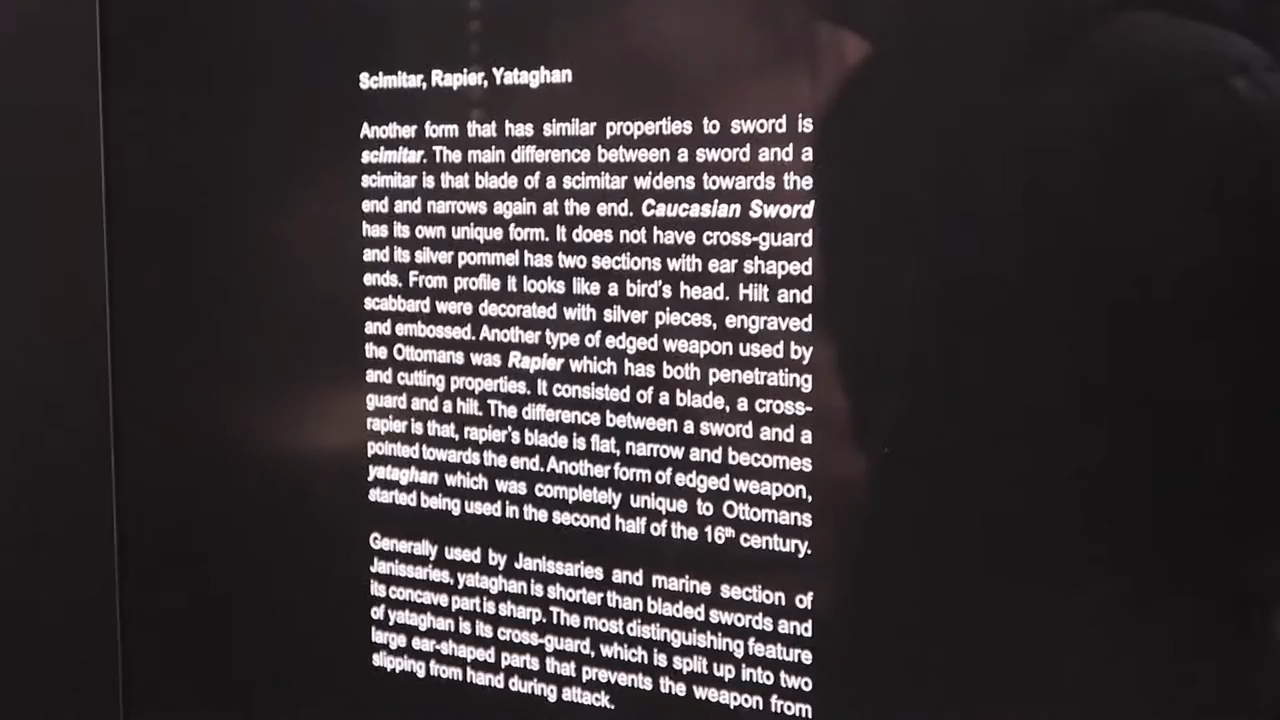 Scimitar, Rapier, Yataghan
Another form that has similar properties to sword is
scimitar. The main difference between a sword and a
scimitar is that blade of a scimitar widens towards the
end and narrows again at the end. Caucasian Sword
has its own unique form. It does not have cross-guard
and its silver pommel has two sections with ear shaped
ends. From profile it looks like a bird's head. Hilt and
scabbard were decorated with silver pieces, engraved
and embossed. Another type of edged weapon used by
the Ottomans was Rapier which has both penetrating
and cutting properties. It consisted of a blade, a cross-
guard and a hilt. The difference between a sword and a
rapier is that, rapier's blade is flat, narrow and becomes
pointed towards the end. Another form of edged weapon,
yataghan which was completely unique to Ottomans
started being used in the second half of the 16th century.
Generally used by Janissaries and marine section of
Janissaries, yataghan is shorter than bladed swords and
its concave part is sharp. The most distinguishing feature
of yataghan is its cross-guard, which is split up into two
large ear-shaped parts that prevents the weapon from
slipping from hand during attack.